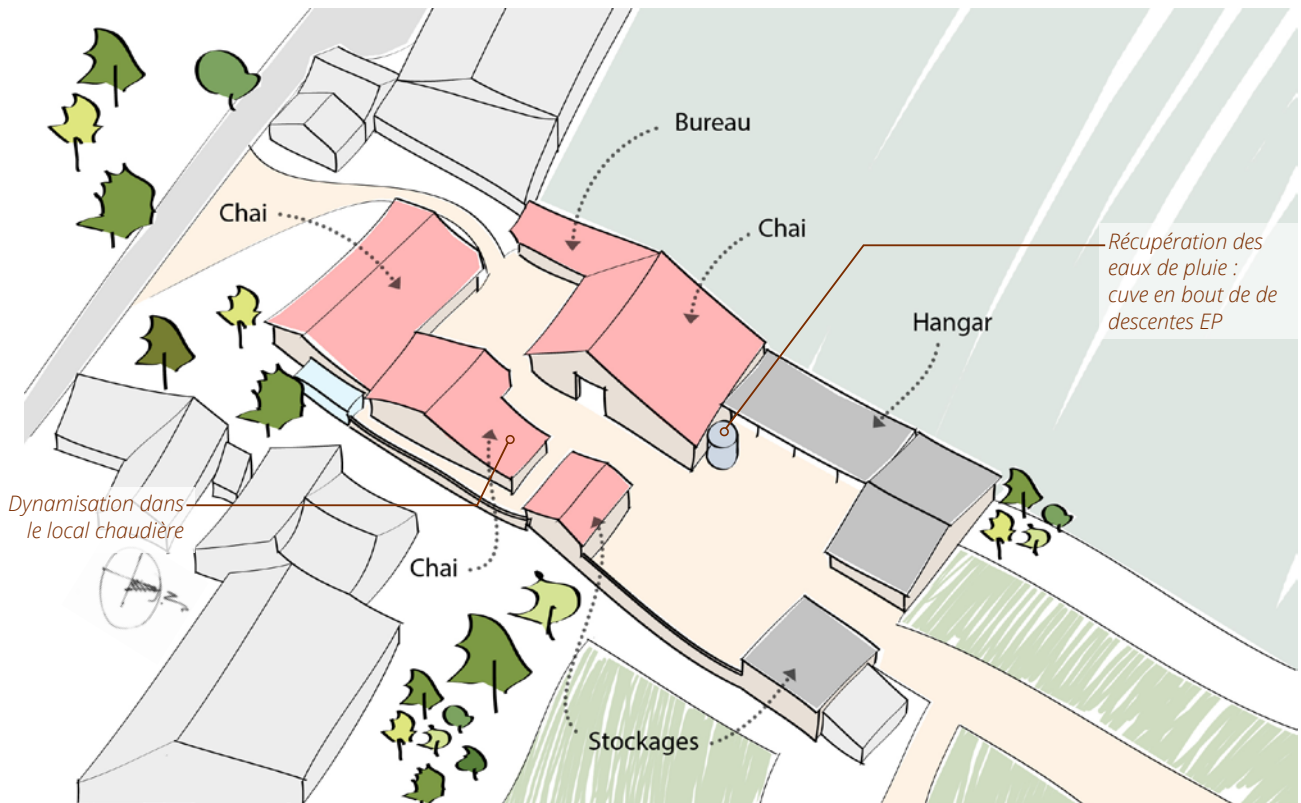 Bureau
Chai
Chai
Récupération des
eaux de pluie :
cuve en bout de de
descentes EP
Hangar
Dynamisation dans
le local chaudière
Chai
N
Stockages